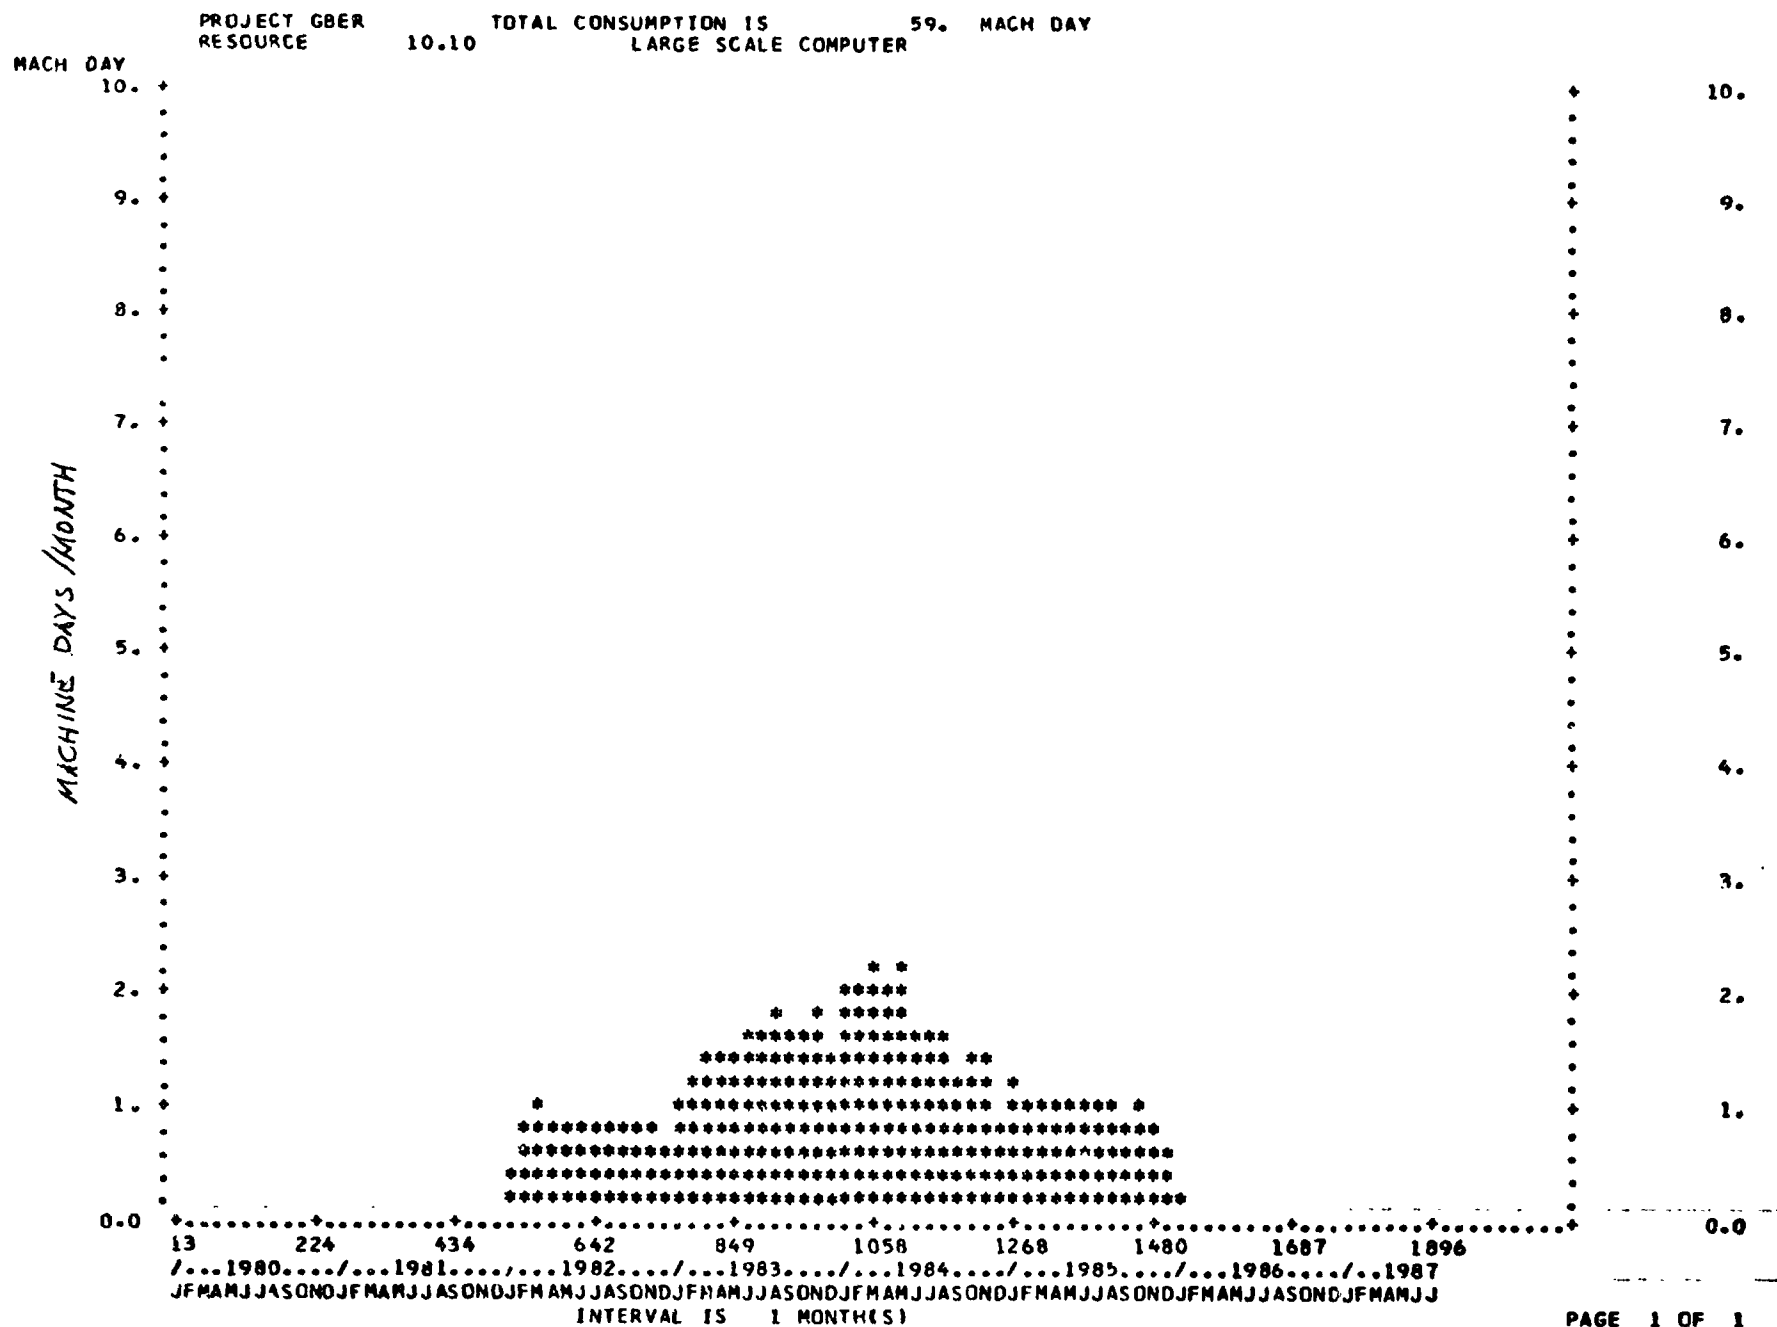 PROJECT GBER TOTAL CONSUMPTION IS 59. MACH DAY
RESOURCE 10.10 LARGE SCALE COMPUTER
MACH DAY
10. 10.
9. 9.
8. 8.
7. 7.
MACHINE DAYS/MONTH
6. 6.
5. 5.
4. 4.
3. 3.
2. 2.
1. 1.
0.0 0.0
13 224 434 642 849 1058 1268 1480 1687 1896
/...1980..../...1981..../...1982..../...1983..../...1984..../...1985..../...1986..../..1987
JFMAMJJASONDJFMAMJJASONDJFMAMJJASONDJFMAMJJASONDJFMAMJJASONDJFMAMJJASONDJFMAMJJASONDJFMAMJJ
INTERVAL IS 1 MONTH(S)
PAGE 1 OF 1